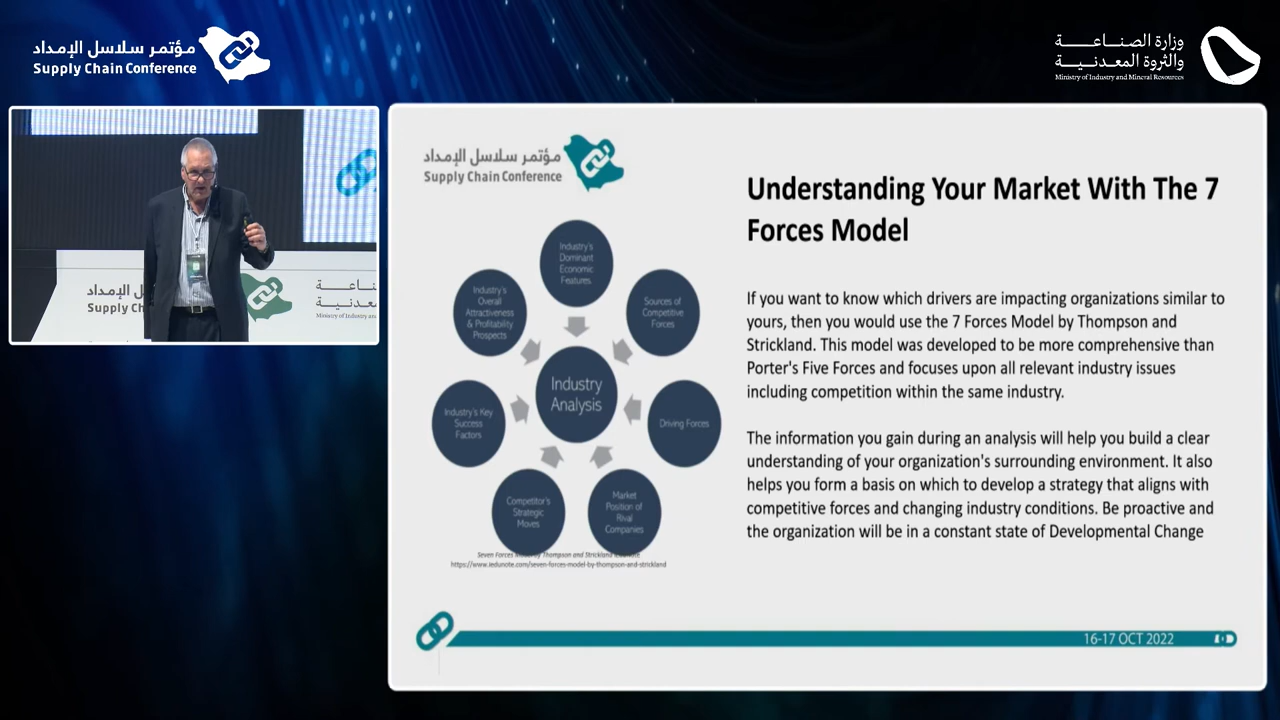 مؤتمر سلاسل الإمداد
Supply Chain Conference
وزارة الصناعة
والثروة المعدنية
Ministry of Industry and Mineral Resources
مؤتمر سلاسل الإمداد
Supply Chain Conference
Understanding Your Market With The 7
Forces Model
Industry's
Dominant
Economic
Features
Industry's
Overall
Attractiveness
& Profitability
Prospects
Sources of
Competitive
Forces
Industry
Analysis
Industry's Key
Success
Factors
Driving Forces
Competitor's
Strategic
Moves
Market
Position of
Rival
Companies
Seven Forces by Thompson and Strickland
https://www.iedunote.com/seven-forces-model-by-thompson-and-strickland
If you want to know which drivers are impacting organizations similar to
yours, then you would use the 7 Forces Model by Thompson and
Strickland. This model was developed to be more comprehensive than
Porter's Five Forces and focuses upon all relevant industry issues
including competition within the same industry.
The information you gain during an analysis will help you build a clear
understanding of your organization's surrounding environment. It also
helps you form a basis on which to develop a strategy that aligns with
competitive forces and changing industry conditions. Be proactive and
the organization will be in a constant state of Developmental Change
16-17 OCT 2022